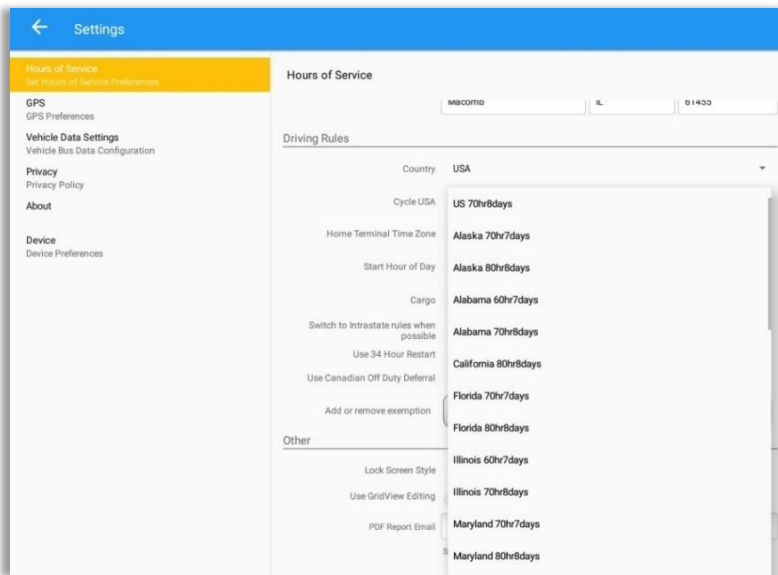 Settings
Hours of Service
Set Hours of Service Preferences
GPS
GPS Preferences
Vehicle Data Settings
Vehicle Bus Data Configuration
Privacy
Privacy Policy
About
Device
Device Preferences
Hours of Service
Macomb IL 61455
Driving Rules
Country USA
Cycle USA
Home Terminal Time Zone
Start Hour of Day
Cargo
Switch to Intrastate rules when
possible
Use 34 Hour Restart
Use Canadian Off Duty Deferral
Add or remove exemption
Other
Lock Screen Style
Use GridView Editing
PDF Report Email
US 70hr8days
Alaska 70hr7days
Alaska 80hr8days
Alabama 60hr7days
Alabama 70hr8days
California 80hr8days
Florida 70hr7days
Florida 80hr8days
Illinois 60hr7days
Illinois 70hr8days
Maryland 70hr7days
Maryland 80hr8days